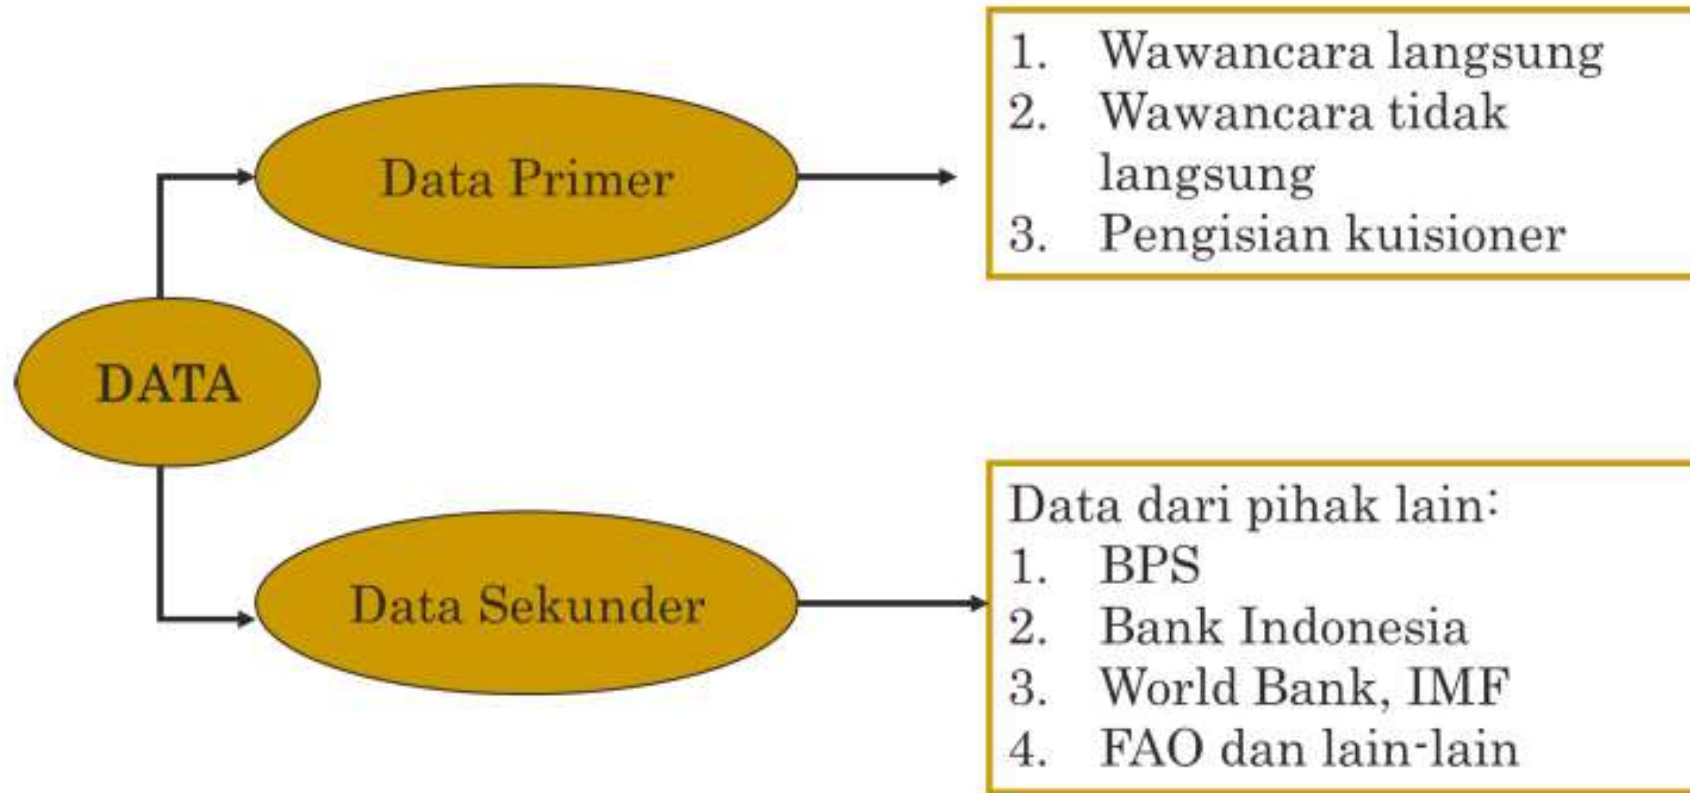 DATA
Data Primer
1. Wawancara langsung
2. Wawancara tidak
langsung
3. Pengisian kuisioner
Data Sekunder
Data dari pihak lain:
1. BPS
2. Bank Indonesia
3. World Bank, IMF
4. FAO dan lain-lain